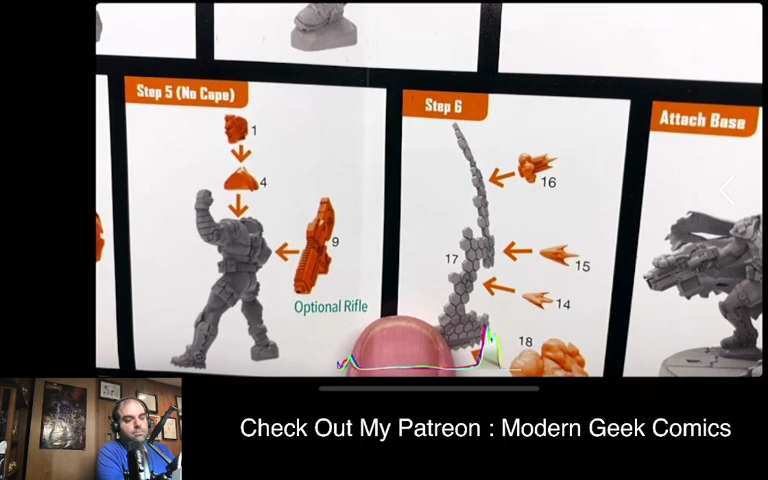 Step 5 (No Cape)
1
4
9
Optional Rifle
Step 6
16
17
15
14
18
Attach Base
Check Out My Patreon : Modern Geek Comics